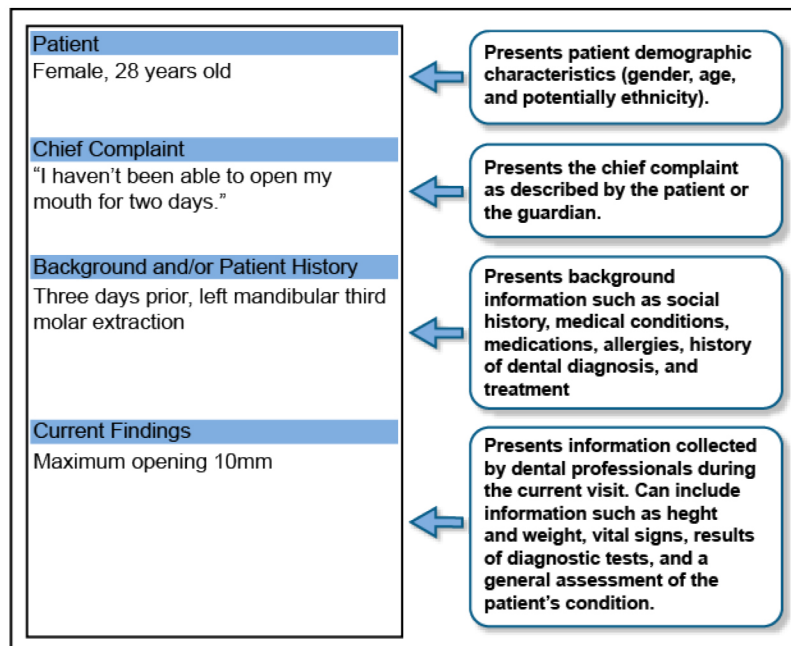 Patient
Female, 28 years old
Presents patient demographic
characteristics (gender, age,
and potentially ethnicity).
Chief Complaint
“I haven’t been able to open my
mouth for two days.”
Presents the chief complaint
as described by the patient or
the guardian.
Background and/or Patient History
Three days prior, left mandibular third
molar extraction
Presents background
information such as social
history, medical conditions,
medications, allergies, history
of dental diagnosis, and
treatment
Current Findings
Maximum opening 10mm
Presents information collected
by dental professionals during
the current visit. Can include
information such as heght
and weight, vital signs, results
of diagnostic tests, and a
general assessment of the
patient’s condition.